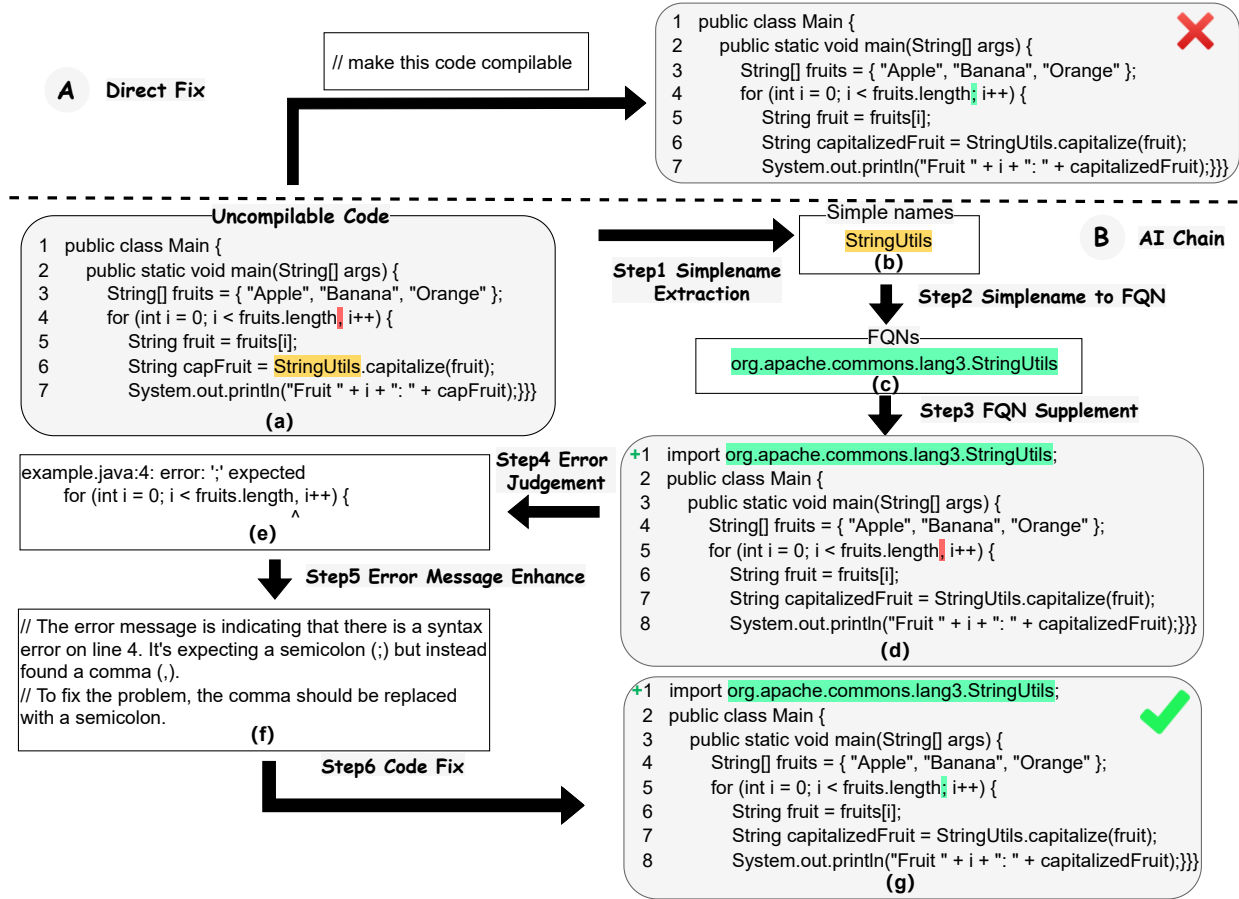 A Direct Fix
// make this code compilable
1 public class Main {
2 public static void main(String[] args) {
3 String[] fruits = { "Apple", "Banana", "Orange" };
4 for (int i = 0; i < fruits.length; i++) {
5 String fruit = fruits[i];
6 String capitalizedFruit = StringUtils.capitalize(fruit);
7 System.out.println("Fruit " + i + ": " + capitalizedFruit);}}}
Uncompilable Code
1 public class Main {
2 public static void main(String[] args) {
3 String[] fruits = { "Apple", "Banana", "Orange" };
4 for (int i = 0; i < fruits.length, i++) {
5 String fruit = fruits[i];
6 String capFruit = StringUtils.capitalize(fruit);
7 System.out.println("Fruit " + i + ": " + capFruit);}}}
(a)
B AI Chain
Step1 Simplename
Extraction
Simple names
StringUtils
(b)
Step2 Simplename to FQN
FQNs
org.apache.commons.lang3.StringUtils
(c)
Step3 FQN Supplement
+1 import org.apache.commons.lang3.StringUtils;
2 public class Main {
3 public static void main(String[] args) {
4 String[] fruits = { "Apple", "Banana", "Orange" };
5 for (int i = 0; i < fruits.length, i++) {
6 String fruit = fruits[i];
7 String capitalizedFruit = StringUtils.capitalize(fruit);
8 System.out.println("Fruit " + i + ": " + capitalizedFruit);}}}
(d)
Step4 Error
Judgement
example.java:4: error: ';' expected
for (int i = 0; i < fruits.length, i++) {
^
(e)
Step5 Error Message Enhance
// The error message is indicating that there is a syntax
error on line 4. It's expecting a semicolon (;) but instead
found a comma (,).
// To fix the problem, the comma should be replaced
with a semicolon.
(f)
Step6 Code Fix
+1 import org.apache.commons.lang3.StringUtils;
2 public class Main {
3 public static void main(String[] args) {
4 String[] fruits = { "Apple", "Banana", "Orange" };
5 for (int i = 0; i < fruits.length; i++) {
6 String fruit = fruits[i];
7 String capitalizedFruit = StringUtils.capitalize(fruit);
8 System.out.println("Fruit " + i + ": " + capitalizedFruit);}}}
(g)